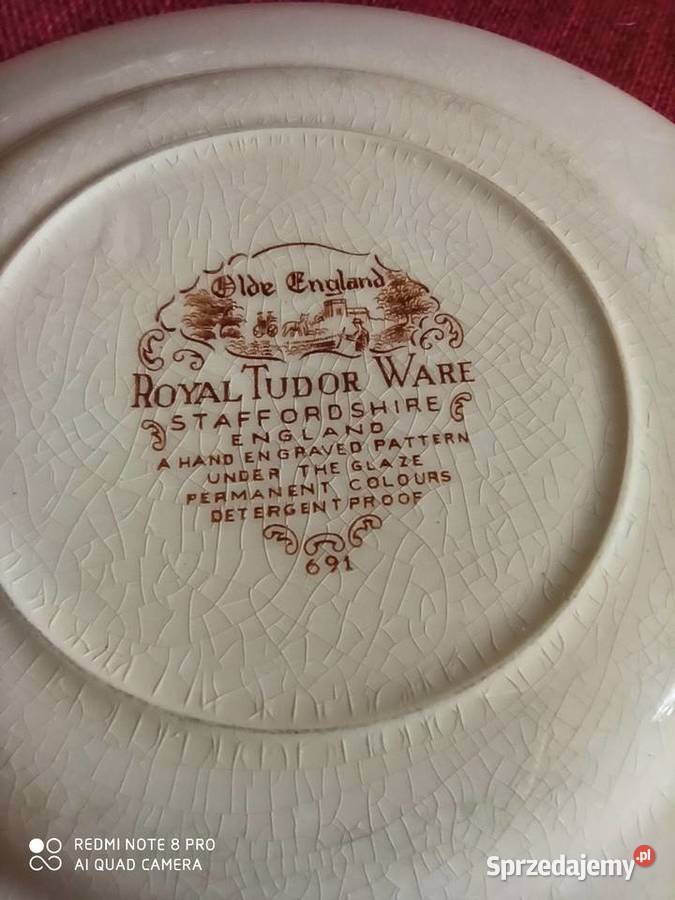 Olde England
ROYAL TUDOR WARE
STAFFORDSHIRE
ENGLAND
A HAND ENGRAVED PATTERN
UNDER THE GLAZE
PERMANENT COLOURS
DETERGENT PROOF
691
REDMI NOTE 8 PRO
AI QUAD CAMERA
Sprzedajemy.pl